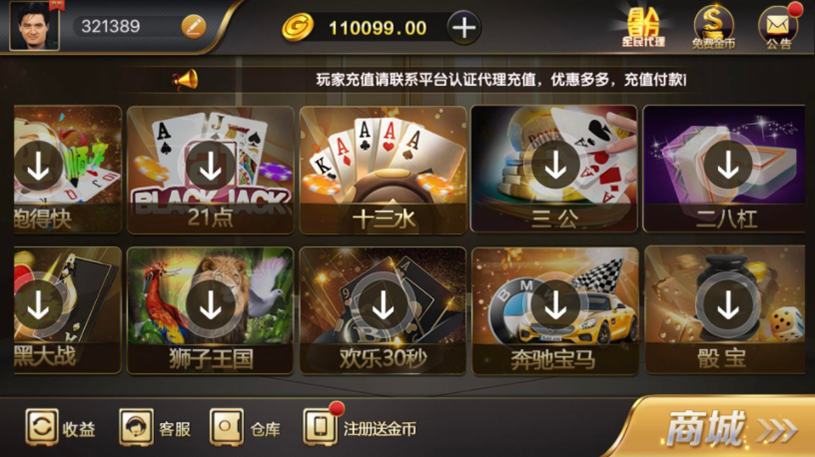 321389
110099.00
全民代理
免费金币
公告
玩家充值请联系平台认证代理充值，优惠多多，充值付款
跑得快
BLACK JACK
21点
十三水
三公
二八杠
黑大战
狮子王国
欢乐30秒
BMW
奔驰宝马
骰宝
收益
客服
仓库
注册送金币
商城